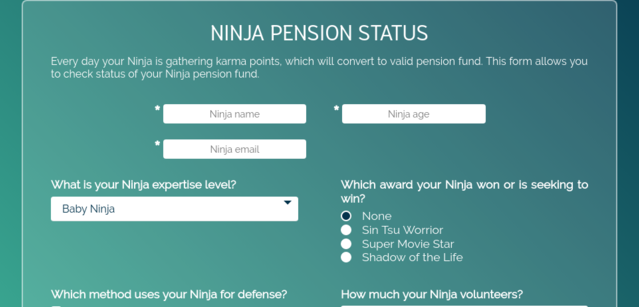 NINJA PENSION STATUS
Every day your Ninja is gathering karma points, which will convert to valid pension fund. This form allows you
to check status of your Ninja pension fund.
* Ninja name * Ninja age
* Ninja email
What is your Ninja expertise level?
Baby Ninja
Which award your Ninja won or is seeking to
win?
None
Sin Tsu Worrior
Super Movie Star
Shadow of the Life
Which method uses your Ninja for defense?
How much your Ninja volunteers?